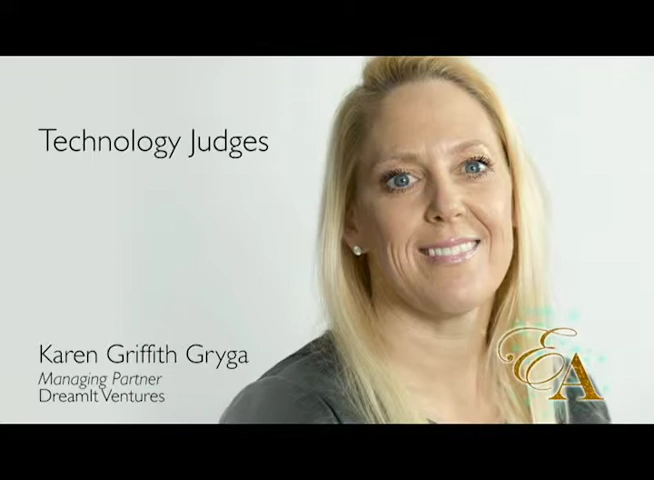 Technology Judges
Karen Griffith Gryga
Managing Partner
DreamIt Ventures
EA